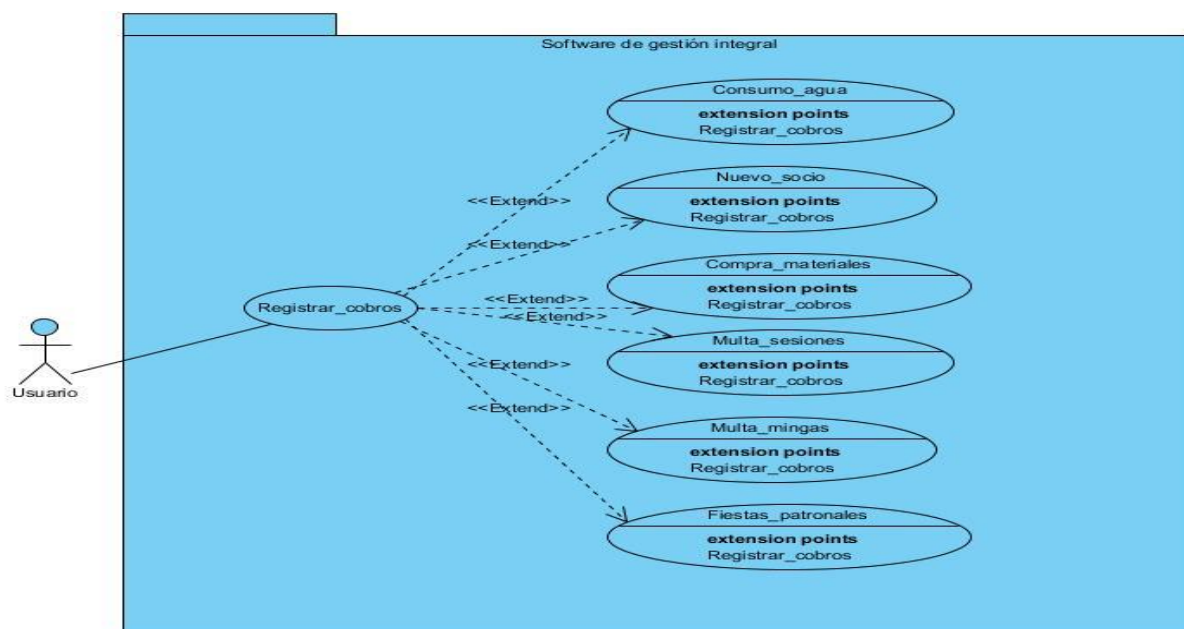 Software de gestión integral
Consumo_agua
extension points
Registrar_cobros
<<Extend>>
Nuevo_socio
extension points
Registrar_cobros
<<Extend>>
Compra_materiales
extension points
Registrar_cobros
<<Extend>>
Registrar_cobros
<<Extend>>
Multa_sesiones
extension points
Registrar_cobros
<<Extend>>
Usuario
<<Extend>>
Multa_mingas
extension points
Registrar_cobros
Fiestas_patronales
extension points
Registrar_cobros